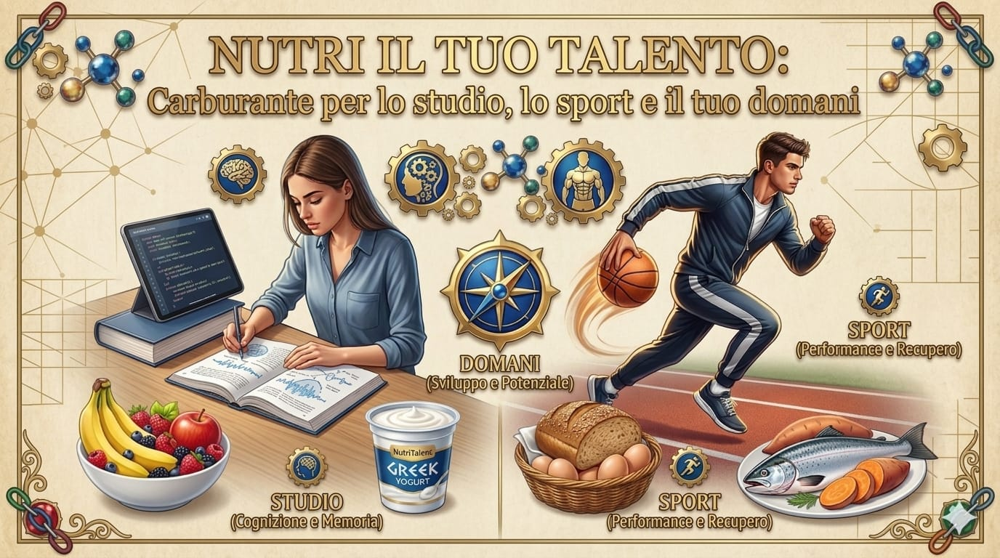 NUTRI IL TUO TALENTO:
Carburante per lo studio, lo sport e il tuo domani
DOMANI
(Sviluppo e Potenziale)
SPORT
(Performance e Recupero)
NutriTalenc
GREEK
YOGURT
STUDIO
(Cognizione e Memoria)
SPORT
(Performance e Recupero)